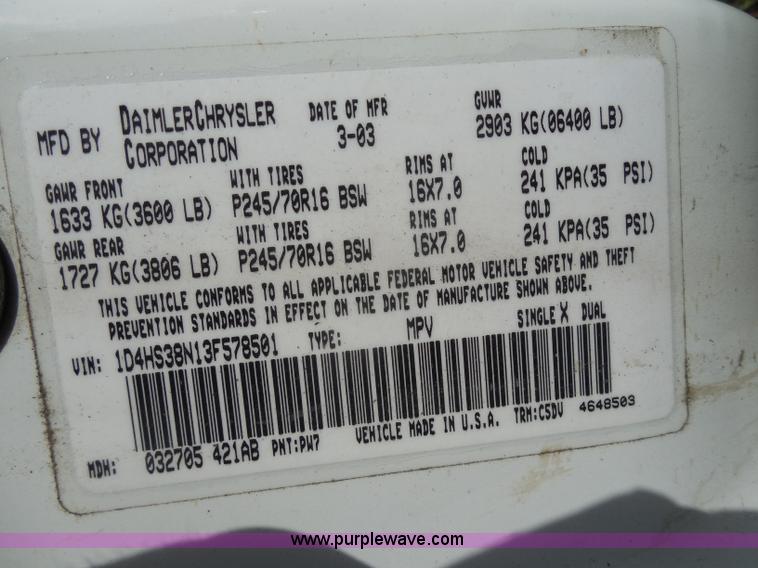 MFD BY DAIMLERCHRYSLER CORPORATION DATE OF MFR 3-03 GVWR 2903 KG(06400 LB)
GAWR FRONT WITH TIRES RIMS AT COLD
1633 KG(3600 LB) P245/70R16 BSW 16X7.0 241 KPA(35 PSI)
GAWR REAR WITH TIRES RIMS AT COLD
1727 KG(3806 LB) P245/70R16 BSW 16X7.0 241 KPA(35 PSI)
THIS VEHICLE CONFORMS TO ALL APPLICABLE FEDERAL MOTOR VEHICLE SAFETY AND THEFT
PREVENTION STANDARDS IN EFFECT ON THE DATE OF MANUFACTURE SHOWN ABOVE.
VIN: 1D4HS38N13F578501 TYPE: MPV SINGLE X DUAL
MDH: 032705 421AB PNT:PW7 VEHICLE MADE IN U.S.A. TRM:C5DV 4648503
www.purplewave.com